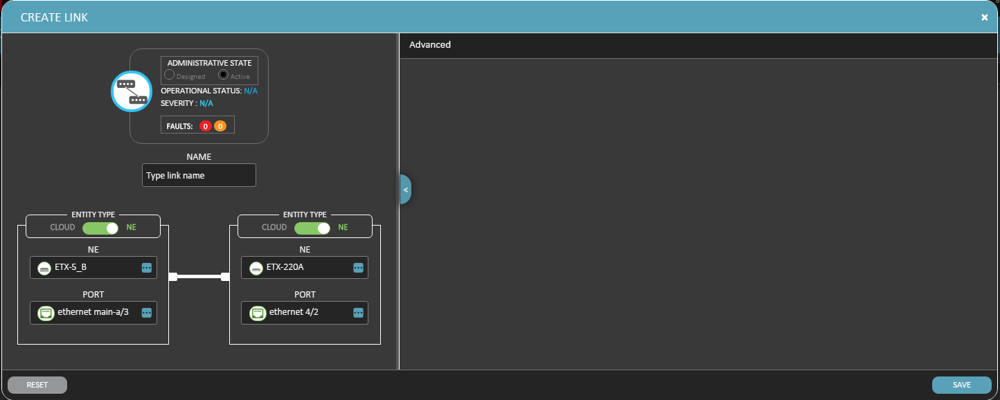 CREATE LINK
×
Advanced
ADMINISTRATIVE STATE
Designed Active
OPERATIONAL STATUS: N/A
SEVERITY : N/A
FAULTS: 0 0
NAME
Type link name
<
ENTITY TYPE
CLOUD NE
NE
ETX-5_B
PORT
ethernet main-a/3
ENTITY TYPE
CLOUD NE
NE
ETX-220A
PORT
ethernet 4/2
RESET
SAVE